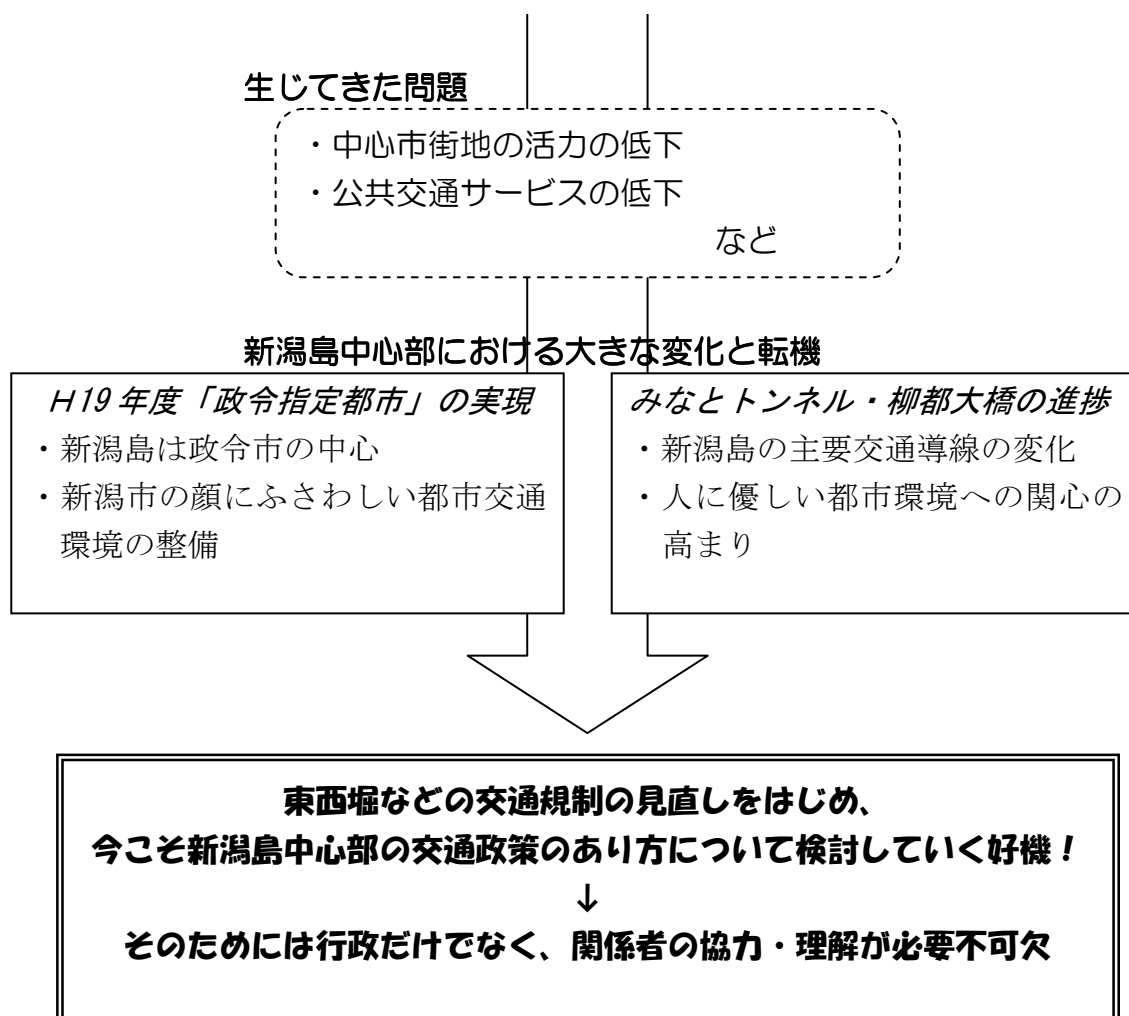 生じてきた問題
・中心市街地の活力の低下
・公共交通サービスの低下
など
新潟島中心部における大きな変化と転機
H19年度「政令指定都市」の実現
・新潟島は政令市の中心
・新潟市の顔にふさわしい都市交通
環境の整備
みなとトンネル・柳都大橋の進捗
・新潟島の主要交通導線の変化
・人に優しい都市環境への関心の
高まり
東西堀などの交通規制の見直しをはじめ、
今こそ新潟島中心部の交通政策のあり方について検討していく好機！
↓
そのためには行政だけでなく、関係者の協力・理解が必要不可欠